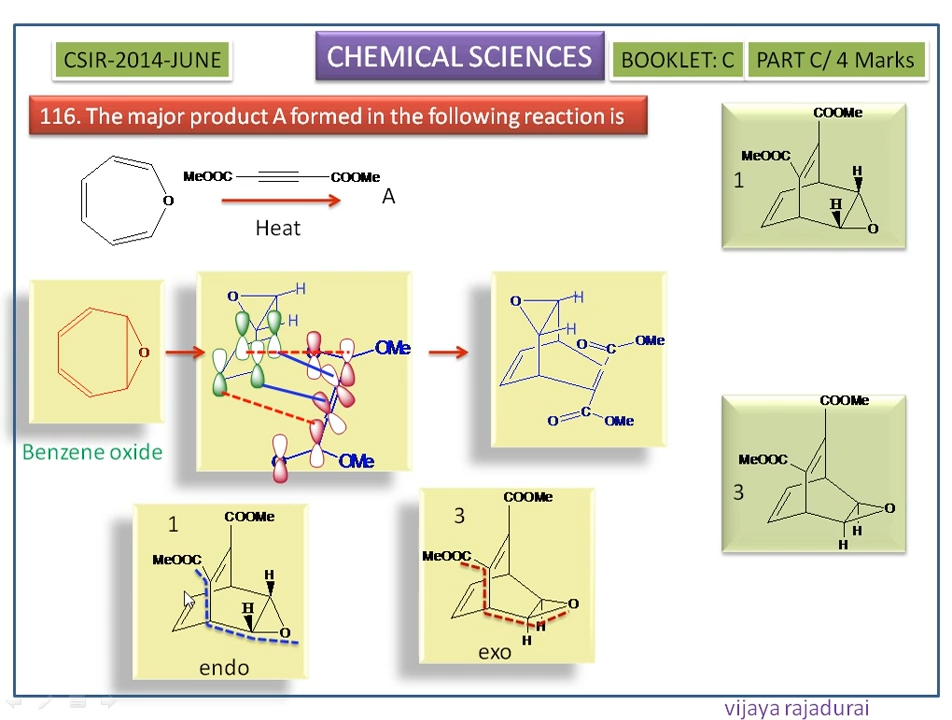 CSIR-2014-JUNE
CHEMICAL SCIENCES
BOOKLET: C
PART C/ 4 Marks
116. The major product A formed in the following reaction is
MeOOC
COOMe
O
A
Heat
COOMe
MeOOC
1
H
H
O
O
Benzene oxide
O
H
H
OMe
O
OMe
O
H
H
O
C
OMe
C
O
OMe
COOMe
MeOOC
3
O
H
H
1
COOMe
MeOOC
H
H
O
endo
3
COOMe
MeOOC
O
H
H
exo
vijaya rajadurai